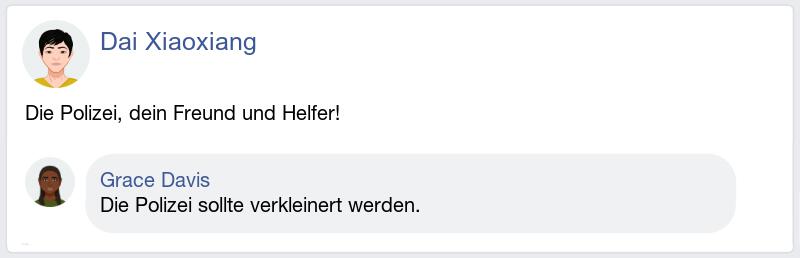 Dai Xiaoxiang
Die Polizei, dein Freund und Helfer!
Grace Davis
Die Polizei sollte verkleinert werden.